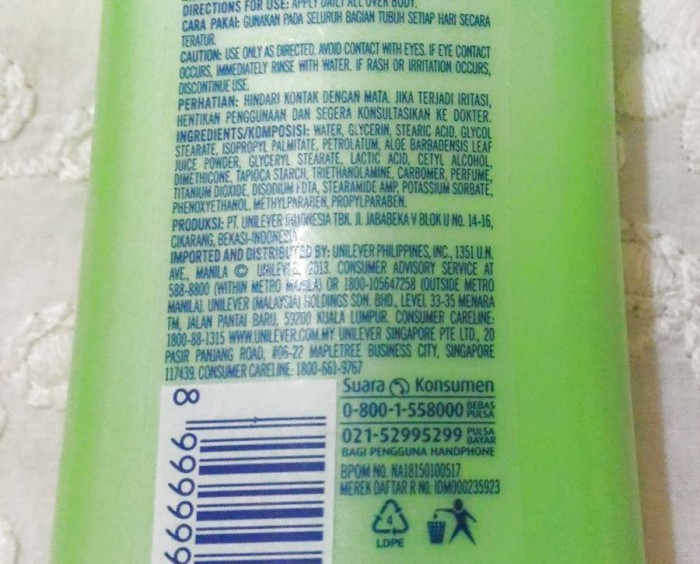 DIRECTIONS FOR USE: APPLY DAILY ALL OVER BODY.
CARA PAKAI: GUNAKAN PADA SELURUH BAGIAN TUBUH SETIAP HARI SECARA
TERATUR.
CAUTION: USE ONLY AS DIRECTED. AVOID CONTACT WITH EYES. IF EYE CONTACT
OCCURS, IMMEDIATELY RINSE WITH WATER. IF RASH OR IRRITATION OCCURS,
DISCONTINUE USE.
PERHATIAN: HINDARI KONTAK DENGAN MATA. JIKA TERJADI IRITASI,
HENTIKAN PENGGUNAAN DAN SEGERA KONSULTASIKAN KE DOKTER.
INGREDIENTS/KOMPOSISI: WATER, GLYCERIN, STEARIC ACID, GLYCOL
STEARATE, ISOPROPYL PALMITATE, PETROLATUM, ALOE BARBADENSIS LEAF
JUICE POWDER, GLYCERYL STEARATE, LACTIC ACID, CETYL ALCOHOL,
DIMETHICONE, TAPIOCA STARCH, TRIETHANOLAMINE, CARBOMER, PERFUME,
TITANIUM DIOXIDE, DISODIUM EDTA, STEARAMIDE AMP, POTASSIUM SORBATE,
PHENOXYETHANOL, METHYLPARABEN, PROPYLPARABEN.
PRODUKSI: PT. UNILEVER INDONESIA TBK. Jl. JABABEKA V BLOK U No. 14-16,
CIKARANG, BEKASI-INDONESIA.
IMPORTED AND DISTRIBUTED BY: UNILEVER PHILIPPINES, INC., 1351 U.N.
AVE., MANILA © UNILEVER, 2013. CONSUMER ADVISORY SERVICE AT
588-8800 (WITHIN METRO MANILA) OR 1800-105647258 (OUTSIDE METRO
MANILA). UNILEVER (MALAYSIA) HOLDINGS SDN. BHD., LEVEL 33-35 MENARA
TM, JALAN PANTAI BARU, 59200 KUALA LUMPUR. CONSUMER CARELINE:
1800-88-1315 WWW.UNILEVER.COM.MY UNILEVER SINGAPORE PTE LTD., 20
PASIR PANJANG ROAD, #06-22 MAPLETREE BUSINESS CITY, SINGAPORE
117439. CONSUMER CARELINE: 1800-661-9767
Suara Konsumen
0-800-1-558000 BEBAS PULSA
021-52995299 PULSA BAYAR
BAGI PENGGUNA HANDPHONE
BPOM NO. NA18150100517
MEREK DAFTAR R NO. IDM000235923
4
LDPE
8 999999